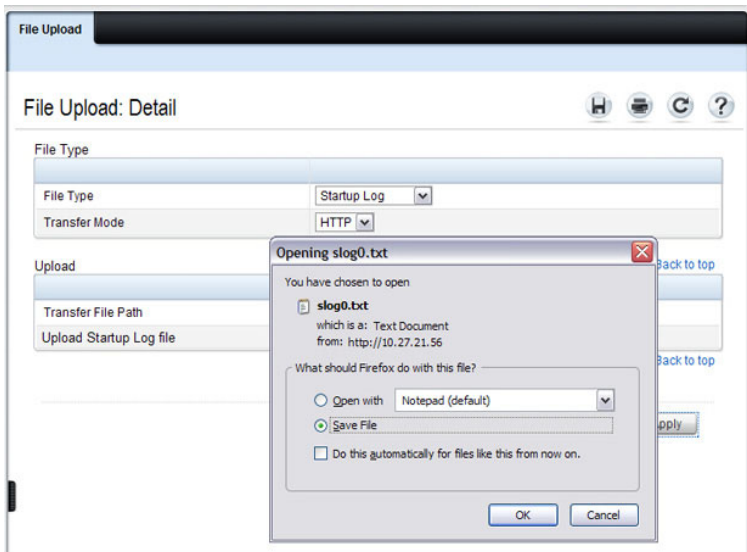 File Upload
File Upload: Detail
File Type
File Type
Startup Log
Transfer Mode
HTTP
Upload
Back to top
Transfer File Path
Upload Startup Log file
Back to top
Opening slog0.txt
You have chosen to open
slog0.txt
which is a: Text Document
from: http://10.27.21.56
What should Firefox do with this file?
Open with
Notepad (default)
Save File
Do this automatically for files like this from now on.
OK
Cancel